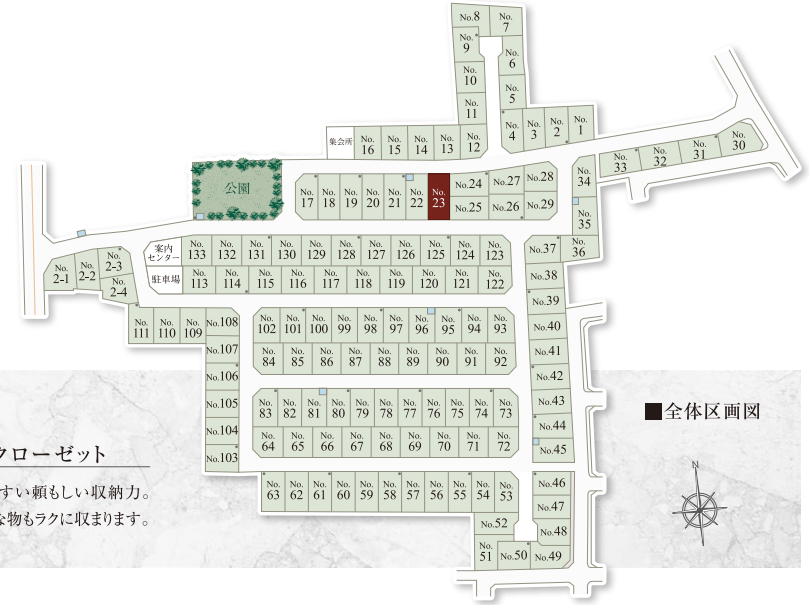 No.8
No.
7
No.
9
No.
6
No.
10
No.
5
No.
11
No.
4
No.
3
No.
2
No.
1
集会所
No.
16
No.
15
No.
14
No.
13
No.
12
No.
33
No.
32
No.
31
No.
30
公園
No.
17
No.
18
No.
19
No.
20
No.
21
No.
22
No.
23
No.24
No.27
No.28
No.25
No.26
No.29
No.
34
No.
35
No.
36
案内
センター
No.
133
No.
132
No.
131
No.
130
No.
129
No.
128
No.
127
No.
126
No.
125
No.
124
No.
123
No.37
駐車場
No.
113
No.
114
No.
115
No.
116
No.
117
No.
118
No.
119
No.
120
No.
121
No.
122
No.38
No.
2-1
No.
2-2
No.
2-3
No.
2-4
No.39
No.
111
No.
110
No.
109
No.108
No.
102
No.
101
No.
100
No.
99
No.
98
No.
97
No.
96
No.
95
No.
94
No.
93
No.40
No.107
No.
84
No.
85
No.
86
No.
87
No.
88
No.
89
No.
90
No.
91
No.
92
No.41
No.106
No.42
No.105
No.
83
No.
82
No.
81
No.
80
No.
79
No.
78
No.
77
No.
76
No.
75
No.
74
No.
73
No.43
No.104
No.
64
No.
65
No.
66
No.
67
No.
68
No.
69
No.
70
No.
71
No.
72
No.44
No.103
No.45
No.
63
No.
62
No.
61
No.
60
No.
59
No.
58
No.
57
No.
56
No.
55
No.
54
No.
53
No.46
No.47
No.52
No.48
No.
51
No.50
No.49
■全体区画図
N
クローゼット
すい頼もしい収納力。
な物もラクに収まります。